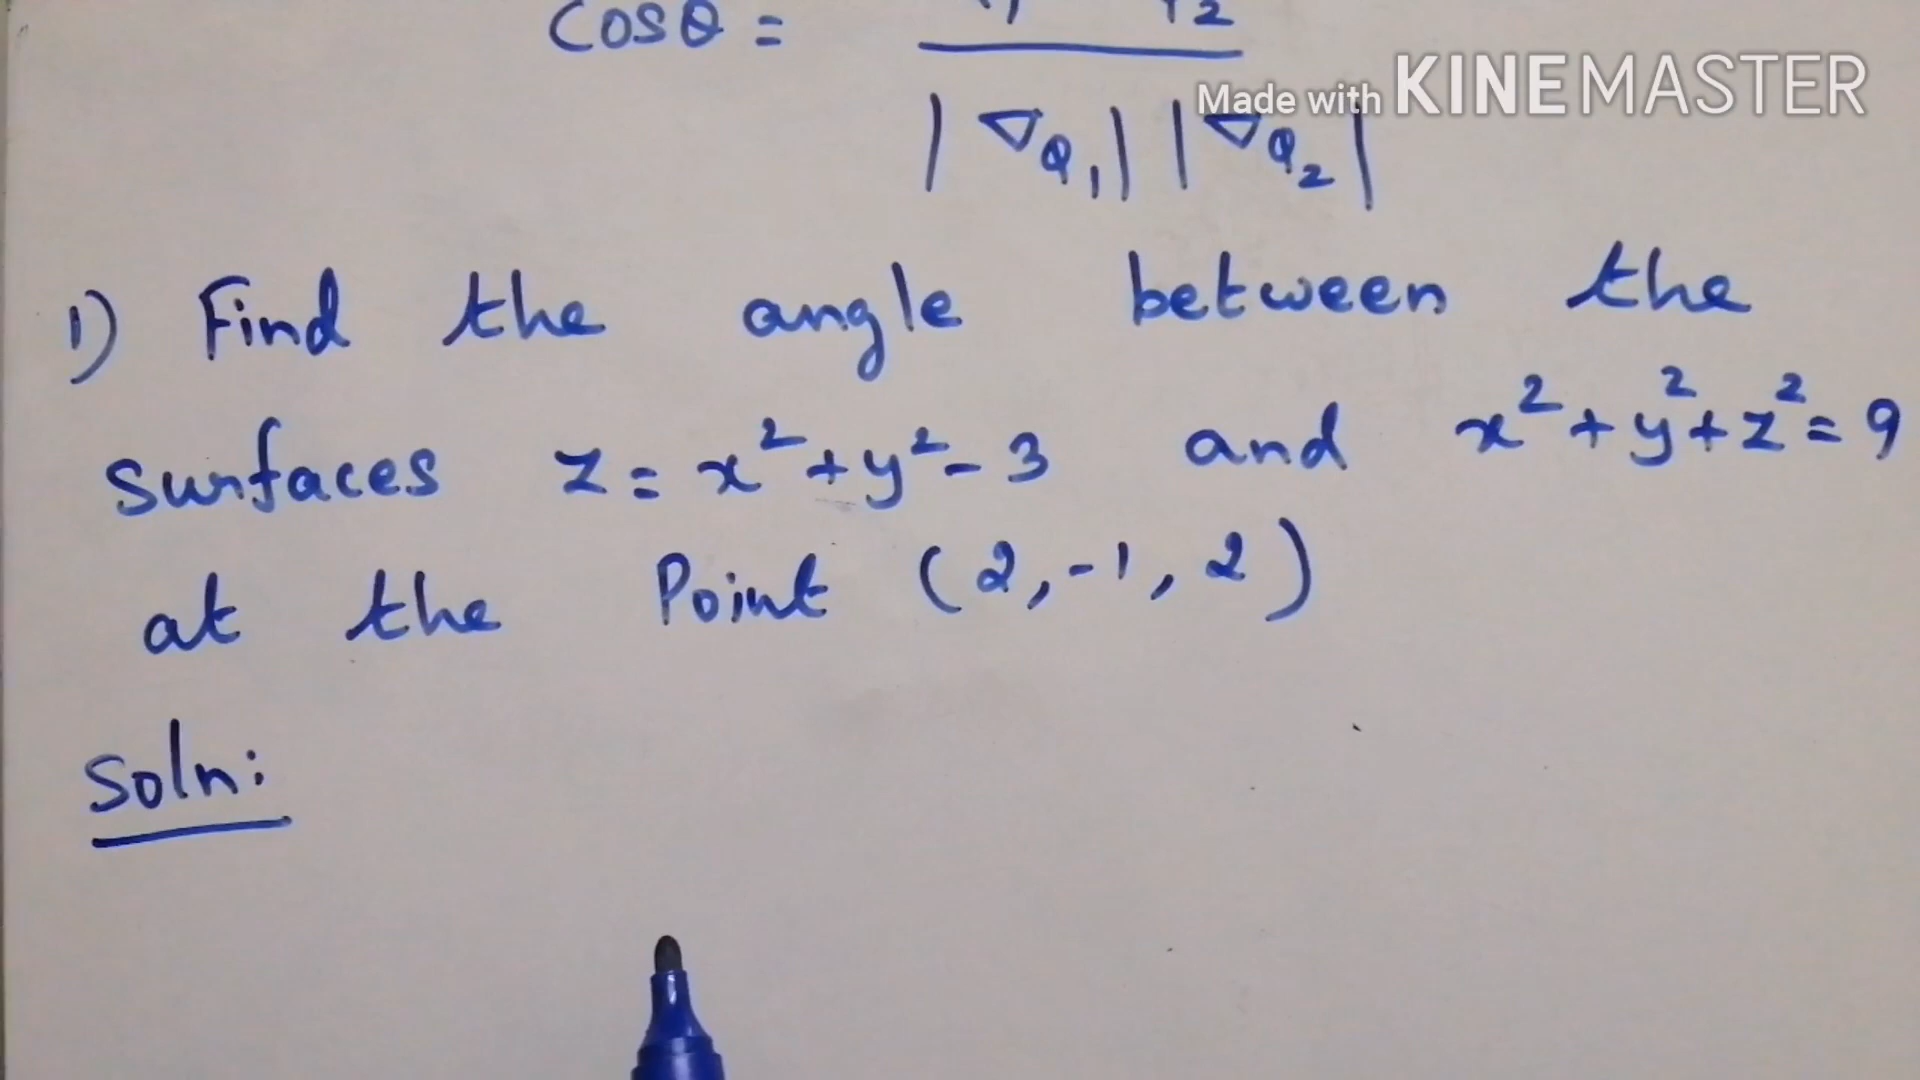 Cosθ =
Made with KINEMASTER
|∇φ₁| |∇φ₂|
1) Find the angle between the
surfaces z = x² + y² - 3 and x² + y² + z² = 9
at the Point (2, -1, 2)
Soln: